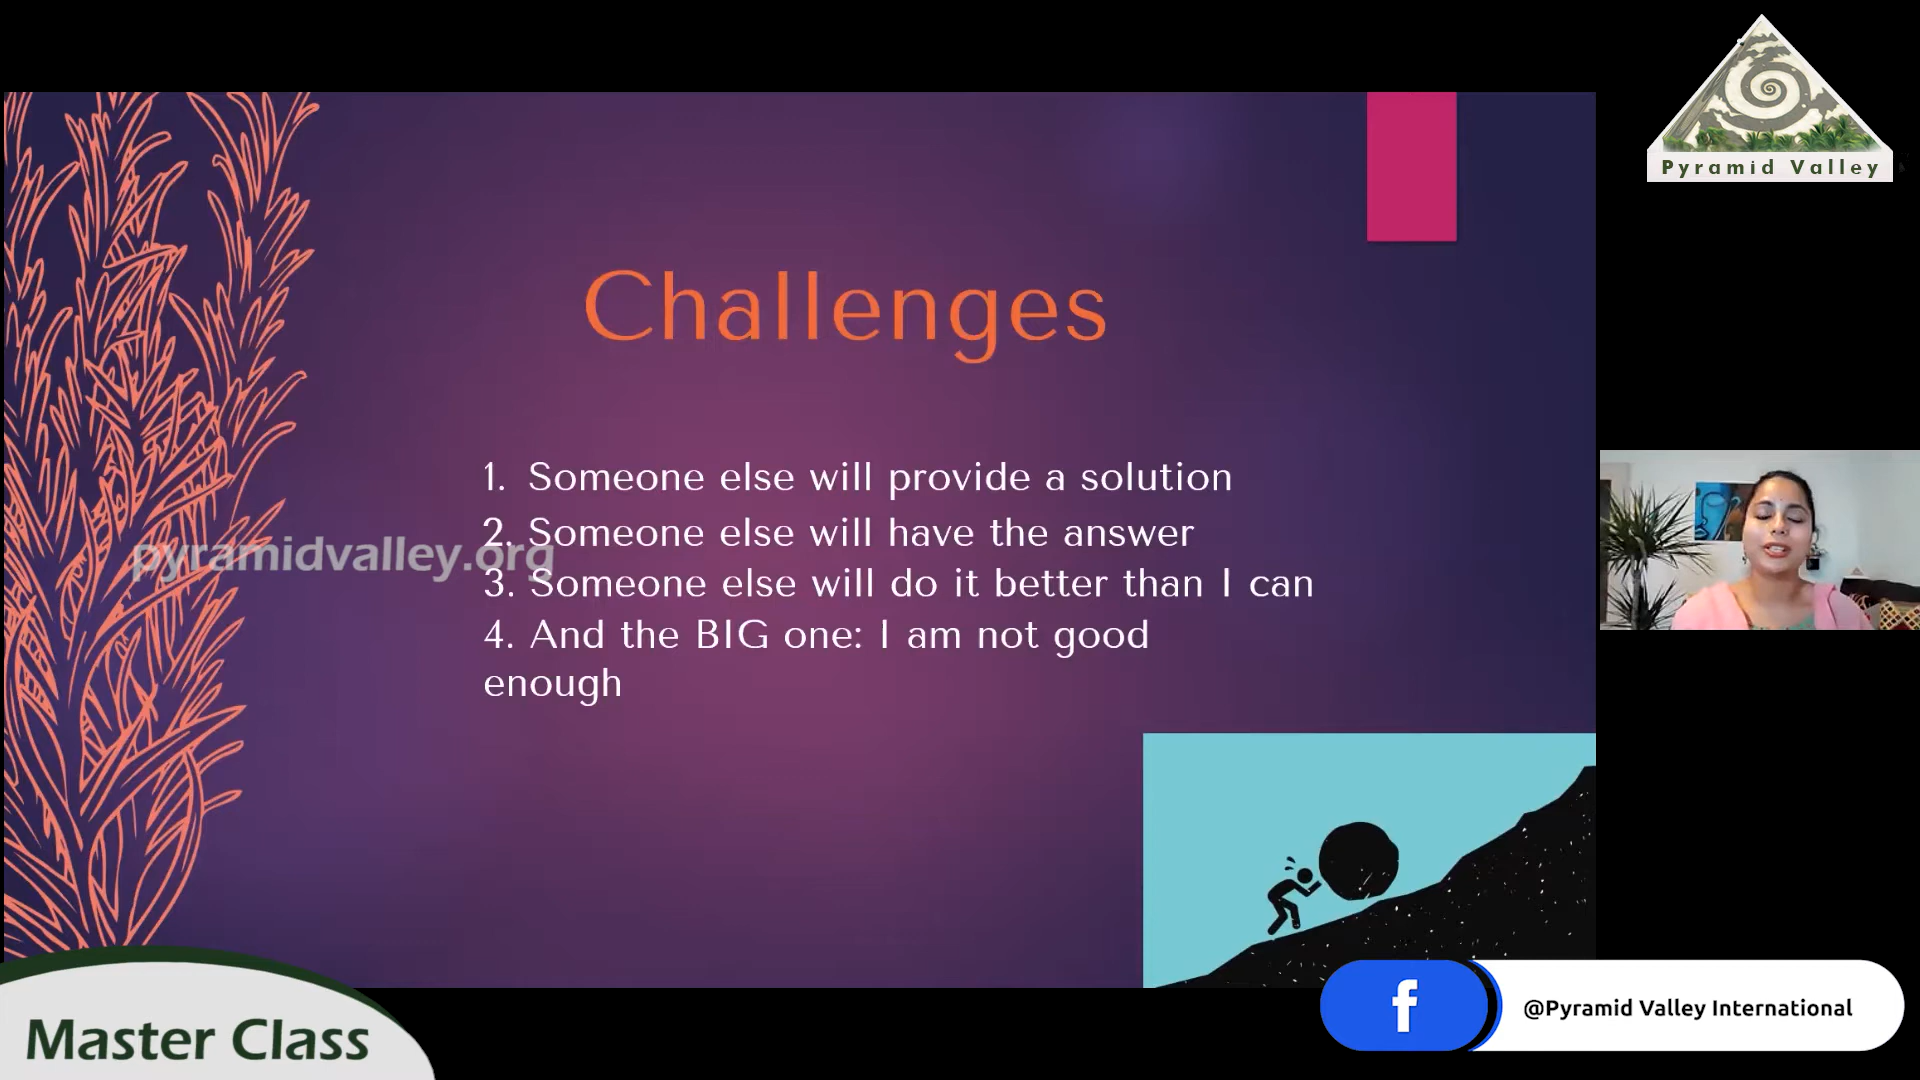 Pyramid Valley
Challenges
1. Someone else will provide a solution
2. Someone else will have the answer
pyramidvalley.org
3. Someone else will do it better than I can
4. And the BIG one: I am not good
enough
Master Class
f
@Pyramid Valley International